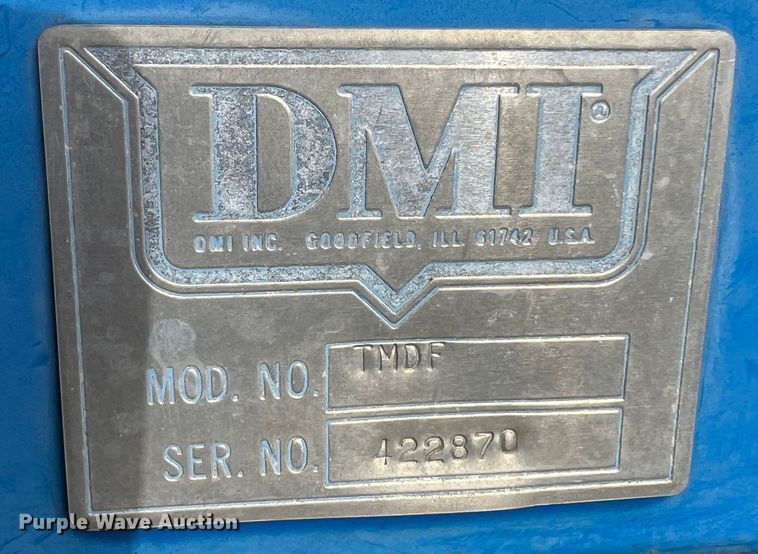 DMI®
DMI INC. GOODFIELD, ILL. 61742 U.S.A.
MOD. NO. TMDF
SER. NO. 422870
Purple Wave Auction